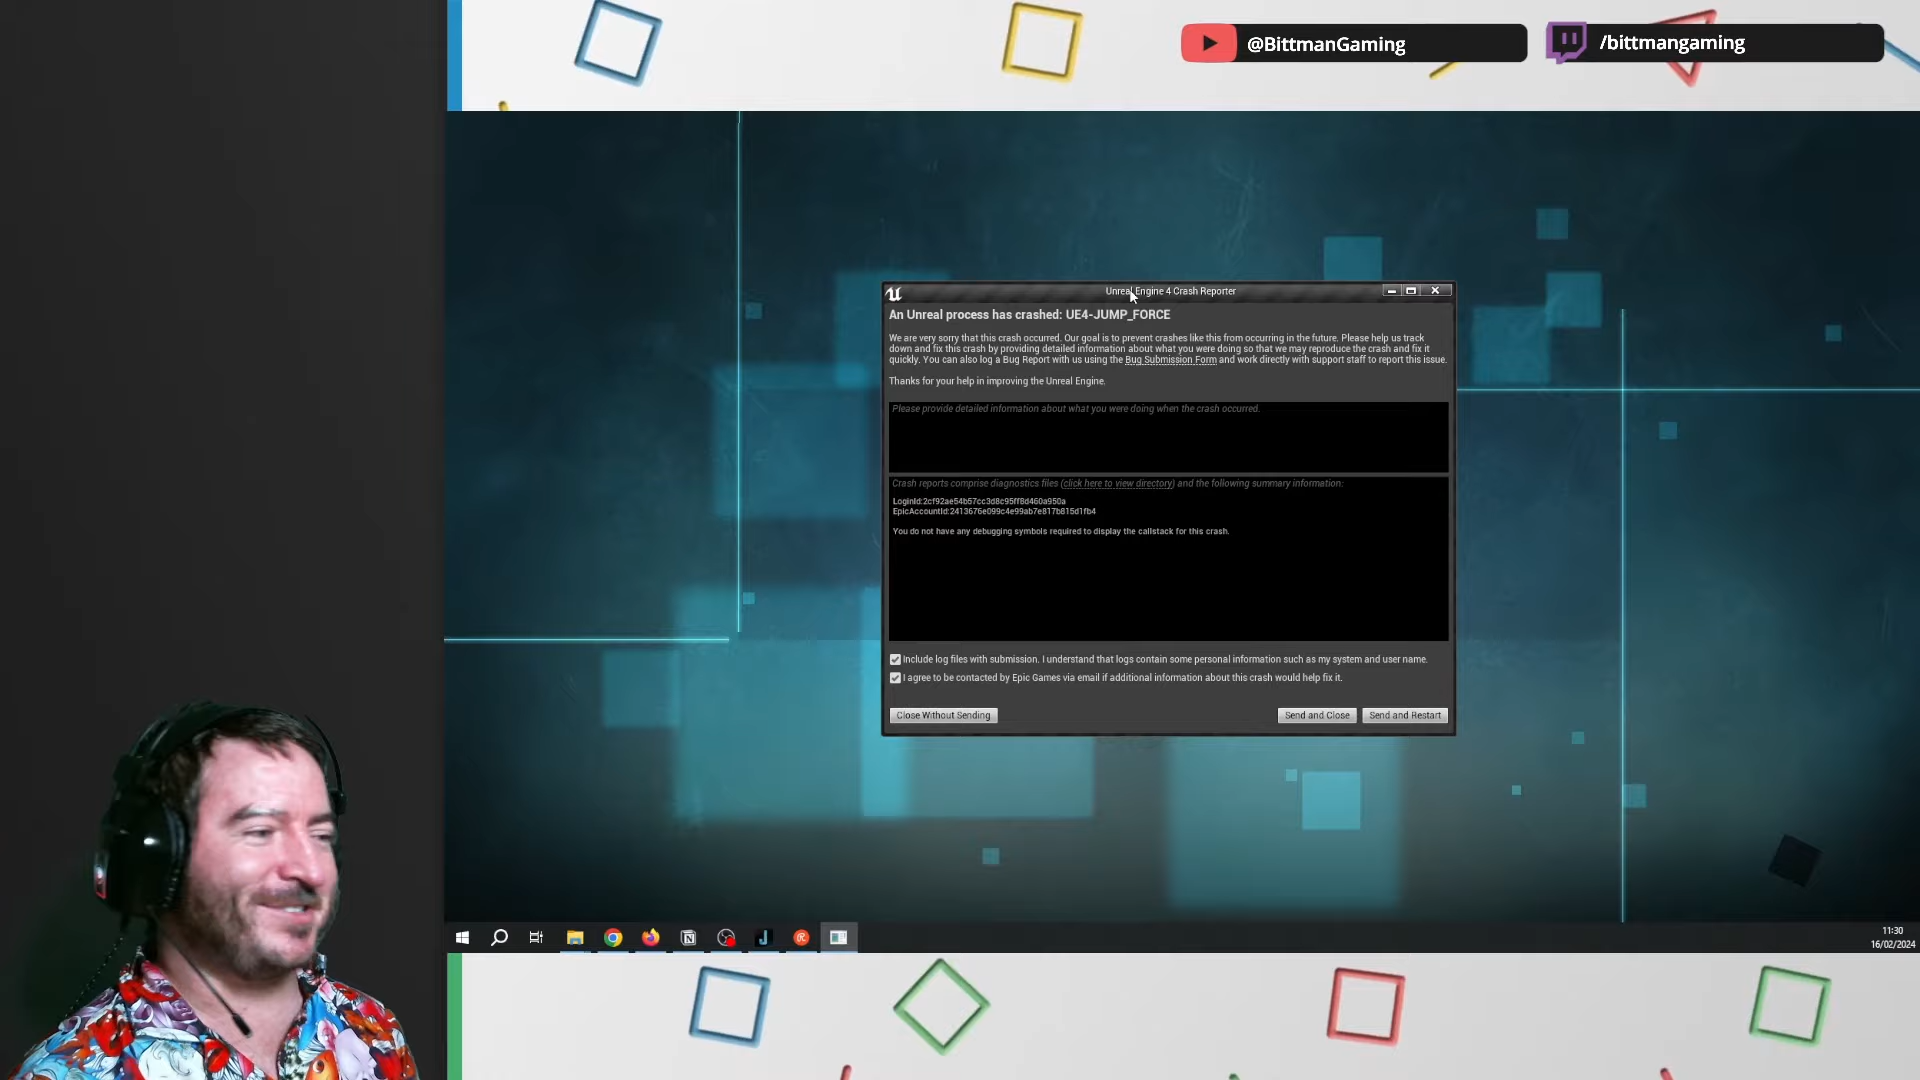 @BittmanGaming
/bittmangaming
Unreal Engine 4 Crash Reporter
An Unreal process has crashed: UE4-JUMP_FORCE
We are very sorry that this crash occurred. Our goal is to prevent crashes like this from occurring in the future. Please help us track
down and fix this crash by providing detailed information about what you were doing so that we may reproduce the crash and fix it
quickly. You can also log a Bug Report with us using the Bug Submission Form and work directly with support staff to report this issue.
Thanks for your help in improving the Unreal Engine.
Please provide detailed information about what you were doing when the crash occurred.
Crash reports comprise diagnostics files (click here to view directory) and the following summary information:
LoginId:2cf92ae54b57cc3d8c95ff8d460a950a
EpicAccountId:2413676e099c4e99ab7e817b815d1fb4
You do not have any debugging symbols required to display the callstack for this crash.
Include log files with submission. I understand that logs contain some personal information such as my system and user name.
I agree to be contacted by Epic Games via email if additional information about this crash would help fix it.
Close Without Sending
Send and Close
Send and Restart
11:30
16/02/2024